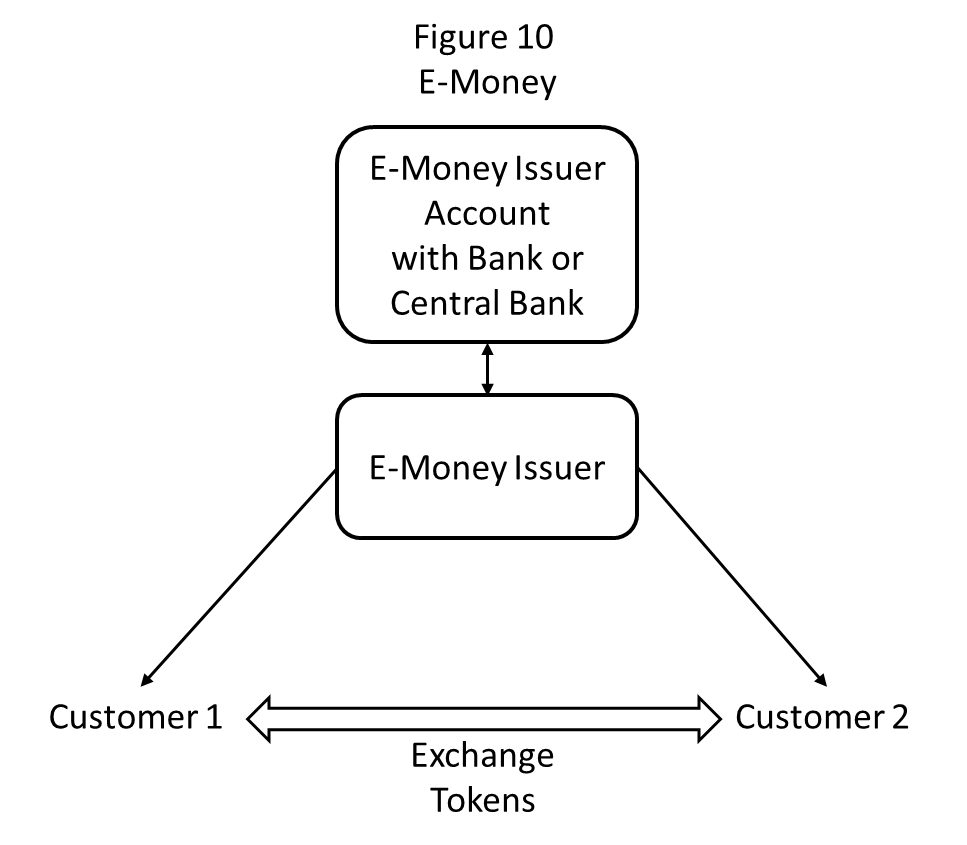 Figure 10
E-Money
E-Money Issuer
Account
with Bank or
Central Bank
E-Money Issuer
Customer 1
Customer 2
Exchange
Tokens